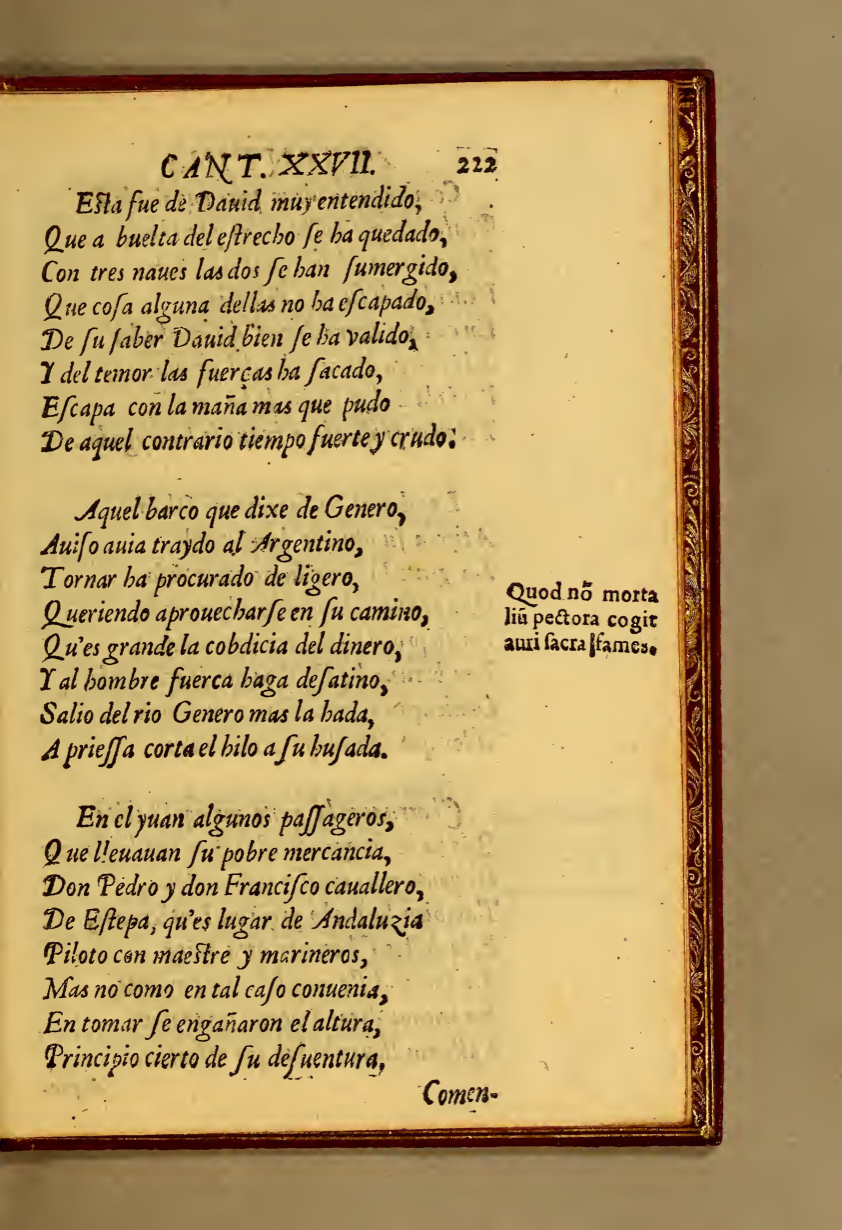 CANT. XXVII. 222
Esta fue de Dauid muy entendido,
Que a buelta del eſtrecho ſe ha quedado,
Con tres naues las dos ſe han ſumergido,
Que coſa alguna dellas no ha eſcapado,
De ſu ſaber Dauid bien ſe ha valido,
Y del temor las fuerças ha ſacado,
Eſcapa con la maña mas que pudo
De aquel contrario tiempo fuerte y crudo.

Aquel barco que dixe de Genero,
Auiſo auia traydo al Argentino,
Tornar ha procurado de ligero,
Queriendo aprouecharſe en ſu camino,
Qu'es grande la cobdicia del dinero,
Y al hombre fuerca haga deſatino,
Salio del rio Genero mas la hada,
A prieſſa corta el hilo a ſu huſada.

Quod nõ morta
liũ pectora cogit
auri ſacra fames.

En el yuan algunos paſſageros,
Que lleuauan ſu pobre mercancia,
Don Pedro y don Franciſco cauallero,
De Eſtepa, qu'es lugar de Andaluzia
Piloto con maestre y marineros,
Mas no como en tal caſo conuenia,
En tomar ſe engañaron el altura,
Principio cierto de ſu deſuentura,
Comen-